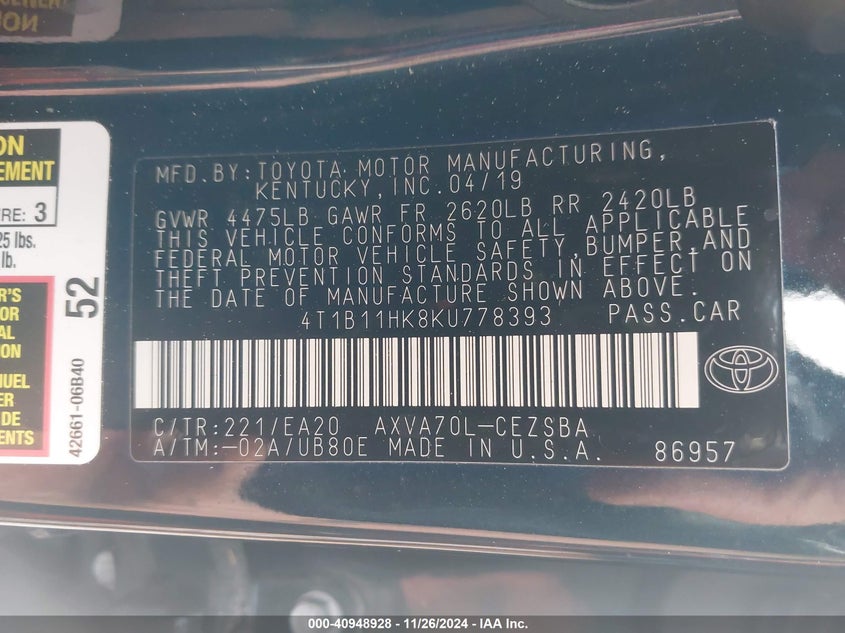 ON
EMENT
RE: 3
25 lbs.
lb.
R'S
OR
AL
ION
NUEL
ER
DE
ENTS
52
42661-06B40
MFD.BY:TOYOTA MOTOR MANUFACTURING,
KENTUCKY,INC.04/19
GVWR 4475LB GAWR FR 2620LB RR 2420LB
THIS VEHICLE CONFORMS TO ALL APPLICABLE
FEDERAL MOTOR VEHICLE SAFETY,BUMPER,AND
THEFT PREVENTION STANDARDS IN EFFECT ON
THE DATE OF MANUFACTURE SHOWN ABOVE.
4T1B11HK8KU778393 PASS.CAR
C/TR:221/EA20 AXVA70L-CEZSBA
A/TM:-02A/UB80E MADE IN U.S.A. 86957
TOYOTA
000-40948928 - 11/26/2024 - IAA Inc.